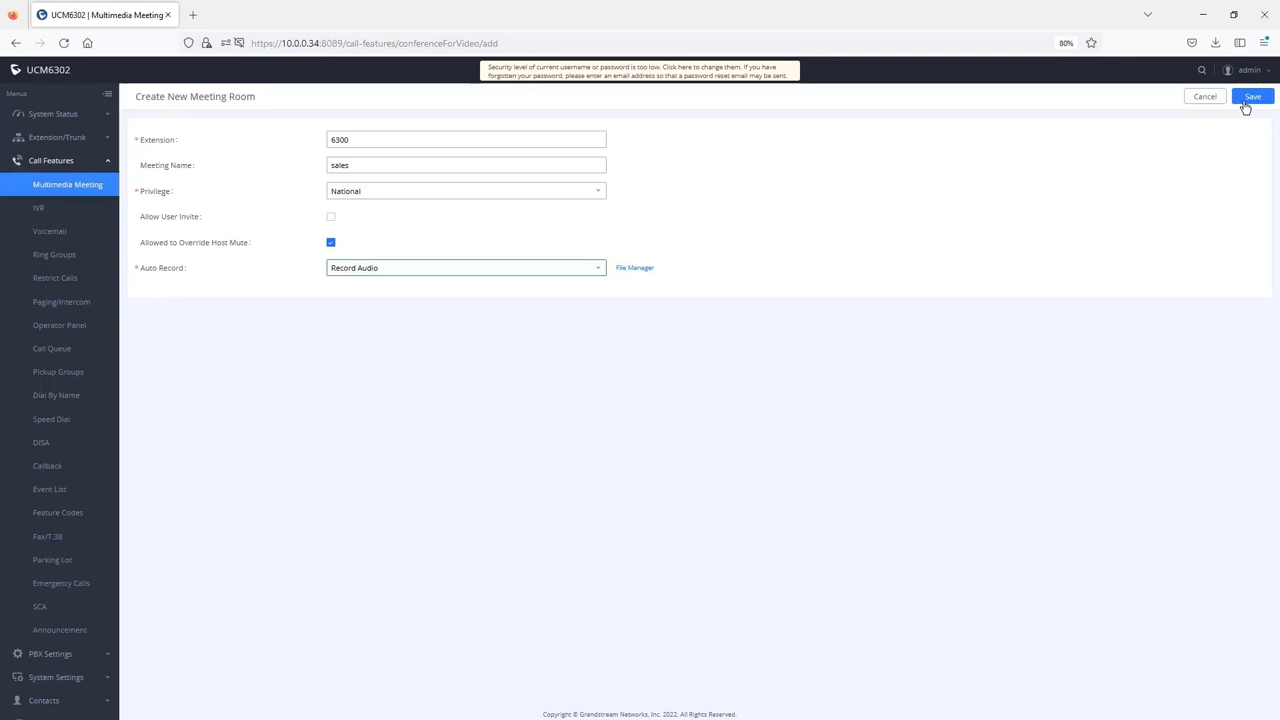 UCM6302 | Multimedia Meeting
https://10.0.0.34:8089/call-features/conferenceForVideo/add
80%
UCM6302
Security level of current username or password is too low. Click here to change them. If you have
forgotten your password, please enter an email address so that a password reset email may be sent.
admin
Menus
System Status
Extension/Trunk
Call Features
Multimedia Meeting
IVR
Voicemail
Ring Groups
Restrict Calls
Paging/Intercom
Operator Panel
Call Queue
Pickup Groups
Dial By Name
Speed Dial
DISA
Callback
Event List
Feature Codes
Fax/T.38
Parking Lot
Emergency Calls
SCA
Announcement
PBX Settings
System Settings
Contacts
Create New Meeting Room
Cancel
Save
* Extension: 6300
Meeting Name: sales
* Privilege: National
Allow User Invite:
Allowed to Override Host Mute:
* Auto Record: Record Audio File Manager
Copyright © Grandstream Networks, Inc. 2022. All Rights Reserved.